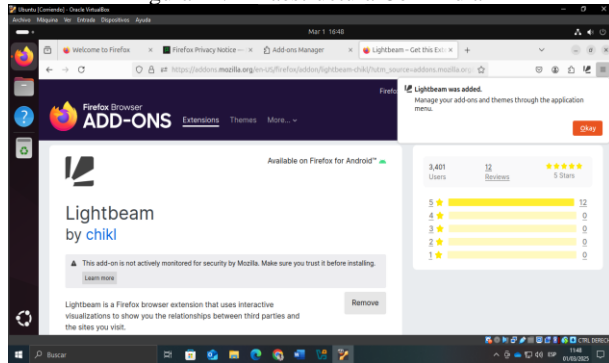 Ubuntu [Corriendo] - Oracle VirtualBox
Archivo Máquina Ver Entrada Dispositivos Ayuda
Mar 1 16:48
Welcome to Firefox
Firefox Privacy Notice —
Add-ons Manager
Lightbeam – Get this Ext
https://addons.mozilla.org/en-US/firefox/addon/lightbeam-chikl/?utm_source=addons.mozilla.org
Lightbeam was added.
Manage your add-ons and themes through the application
menu.
Okay
Firefox Browser
ADD-ONS
Extensions Themes More...
Available on Firefox for Android™
Lightbeam
by chikl
This add-on is not actively monitored for security by Mozilla. Make sure you trust it before installing.
Learn more
Lightbeam is a Firefox browser extension that uses interactive
visualizations to show you the relationships between third parties and
the sites you visit.
Remove
3,401 12
Users Reviews 5 Stars
5 12
4 0
3 0
2 0
1 0
CTRL DERECHA
Buscar
ESP
11:48
01/03/2025